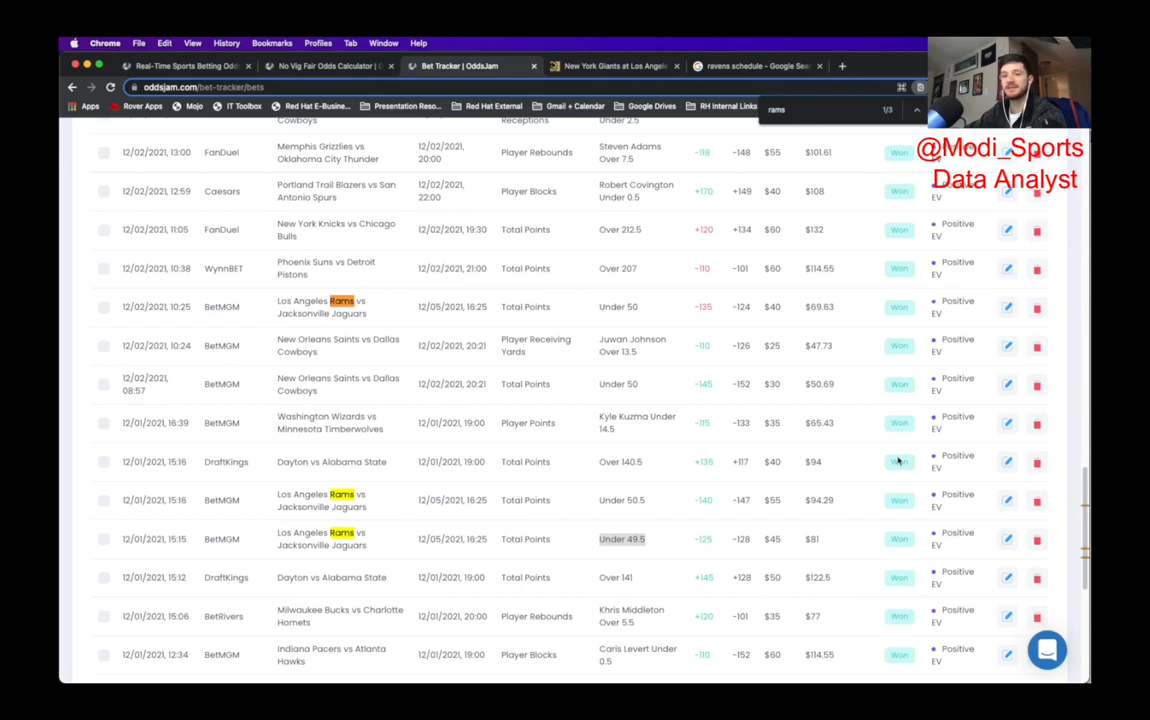 Chrome File Edit View History Bookmarks Profiles Tab Window Help
Real-Time Sports Betting Odd × No Vig Fair Odds Calculator | O × Bet Tracker | OddsJam × New York Giants at Los Angele × ravens schedule - Google Sea × +
oddsjam.com/bet-tracker/bets
Apps Rover Apps Mojo IT Toolbox Red Hat E-Busine... Presentation Reso... Red Hat External Gmail + Calendar Google Drives RH Internal Links
rams 1/3
@Modi_Sports
Data Analyst
Cowboys Receptions Under 2.5
12/02/2021, 13:00 FanDuel Memphis Grizzlies vs Oklahoma City Thunder 12/02/2021, 20:00 Player Rebounds Steven Adams Over 7.5 -118 -148 $55 $101.61 Won Positive EV
12/02/2021, 12:59 Caesars Portland Trail Blazers vs San Antonio Spurs 12/02/2021, 22:00 Player Blocks Robert Covington Under 0.5 +170 +149 $40 $108 Won Positive EV
12/02/2021, 11:05 FanDuel New York Knicks vs Chicago Bulls 12/02/2021, 19:30 Total Points Over 212.5 +120 +134 $60 $132 Won Positive EV
12/02/2021, 10:38 WynnBET Phoenix Suns vs Detroit Pistons 12/02/2021, 21:00 Total Points Over 207 -110 -101 $60 $114.55 Won Positive EV
12/02/2021, 10:25 BetMGM Los Angeles Rams vs Jacksonville Jaguars 12/05/2021, 16:25 Total Points Under 50 -135 -124 $40 $69.63 Won Positive EV
12/02/2021, 10:24 BetMGM New Orleans Saints vs Dallas Cowboys 12/02/2021, 20:21 Player Receiving Yards Juwan Johnson Over 13.5 -110 -126 $25 $47.73 Won Positive EV
12/02/2021, 08:57 BetMGM New Orleans Saints vs Dallas Cowboys 12/02/2021, 20:21 Total Points Under 50 -145 -152 $30 $50.69 Won Positive EV
12/01/2021, 16:39 BetMGM Washington Wizards vs Minnesota Timberwolves 12/01/2021, 19:00 Player Points Kyle Kuzma Under 14.5 -115 -133 $35 $65.43 Won Positive EV
12/01/2021, 15:16 DraftKings Dayton vs Alabama State 12/01/2021, 19:00 Total Points Over 140.5 +135 +117 $40 $94 Won Positive EV
12/01/2021, 15:16 BetMGM Los Angeles Rams vs Jacksonville Jaguars 12/05/2021, 16:25 Total Points Under 50.5 -140 -147 $55 $94.29 Won Positive EV
12/01/2021, 15:15 BetMGM Los Angeles Rams vs Jacksonville Jaguars 12/05/2021, 16:25 Total Points Under 49.5 -125 -128 $45 $81 Won Positive EV
12/01/2021, 15:12 DraftKings Dayton vs Alabama State 12/01/2021, 19:00 Total Points Over 141 +145 +128 $50 $122.5 Won Positive EV
12/01/2021, 15:06 BetRivers Milwaukee Bucks vs Charlotte Hornets 12/01/2021, 20:00 Player Rebounds Khris Middleton Over 5.5 +120 -101 $35 $77 Won Positive EV
12/01/2021, 12:34 BetMGM Indiana Pacers vs Atlanta Hawks 12/01/2021, 19:00 Player Blocks Caris Levert Under 0.5 -110 -152 $60 $114.55 Won Positive EV